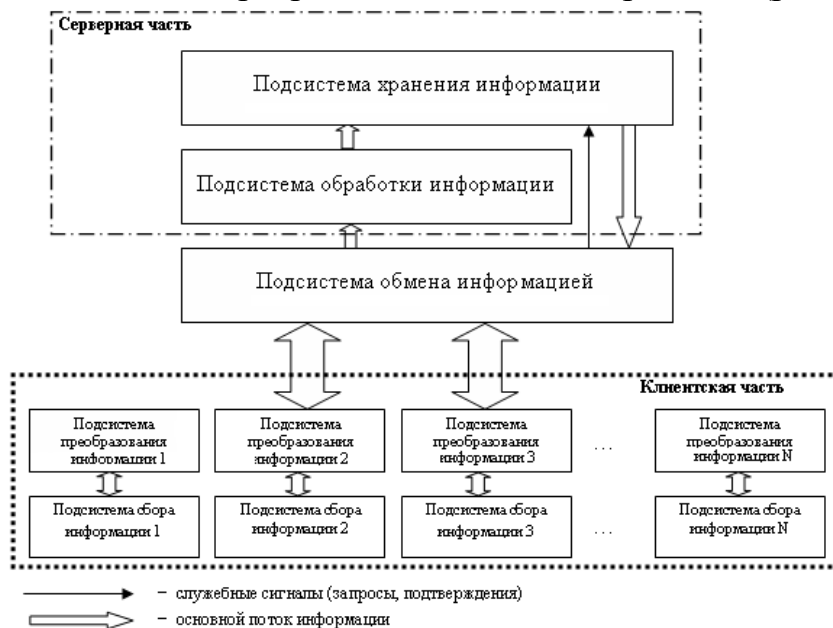 Серверная часть
Подсистема хранения информации
Подсистема обработки информации
Подсистема обмена информацией
Клиентская часть
Подсистема
преобразования
информации 1
Подсистема
преобразования
информации 2
Подсистема
преобразования
информации 3
...
Подсистема
преобразования
информации N
Подсистема сбора
информации 1
Подсистема сбора
информации 2
Подсистема сбора
информации 3
...
Подсистема сбора
информации N
– служебные сигналы (запросы, подтверждения)
– основной поток информации